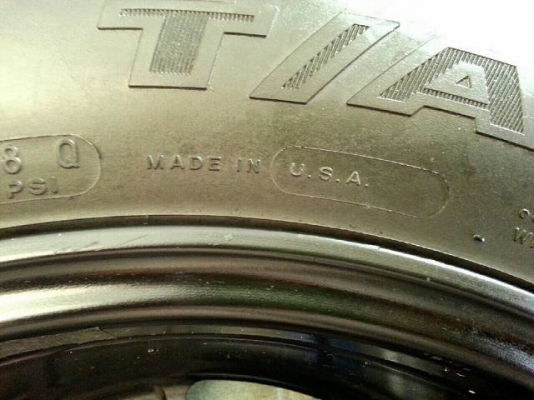 T/A
8 Q
PSI
MADE IN U.S.A.